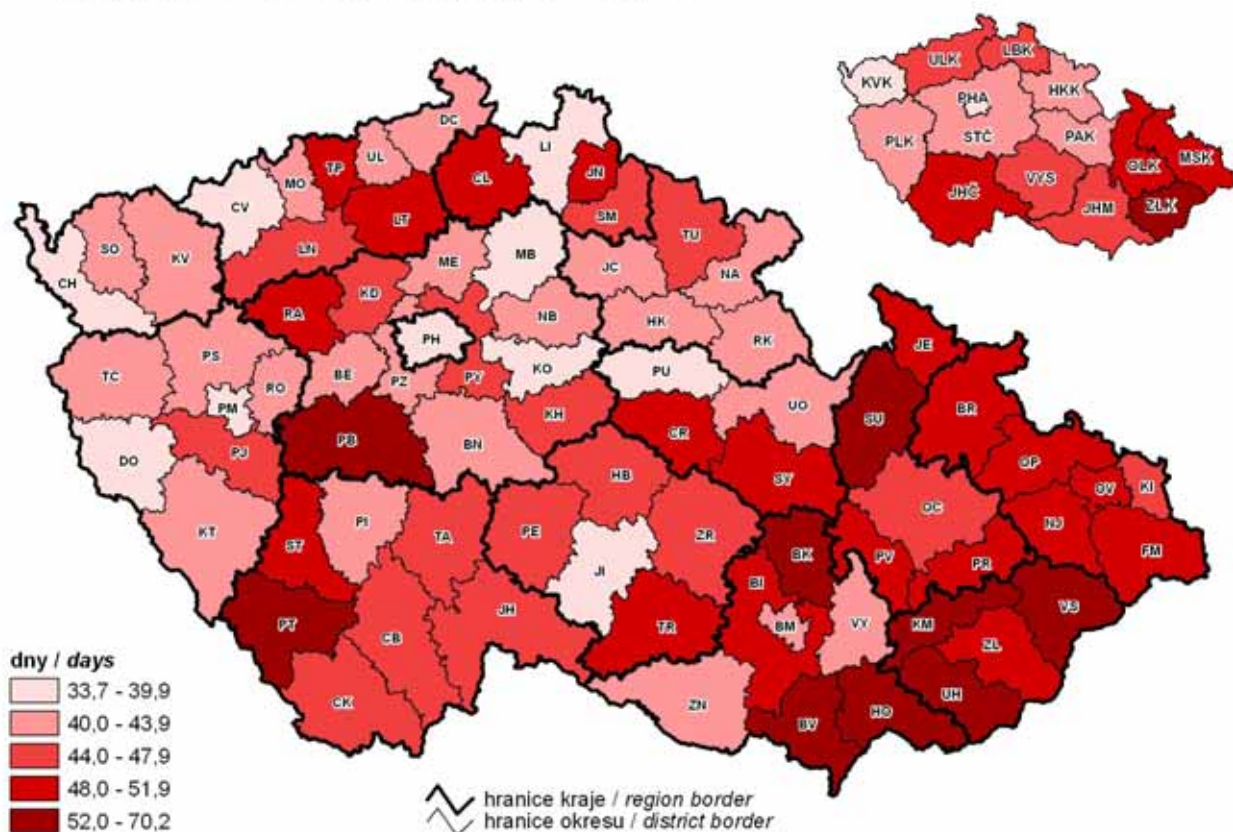 ULK LBK
KVK HKK
PHA
STČ PAK
PLK
OLK MSK
JHČ VYS
JHM ZLK
DC
LI
UL
TP
MO CL JN
CV
LT SM
LN TU
SO ME MB
KV JC NA
CH KD
RA NB HK
PH RK
PS KO PU
TC RO BE PZ PY JE
PM UO BR
KH SU
PB BN CR
DO PJ OP
HB SY OV KI
OC
KT PI PE NJ
ST TA ZR FM
BK PV PR
JI BI
VS
PT JH TR BM VY KM
CB ZL
UH
CK ZN BV HO
dny / days
33,7 - 39,9
40,0 - 43,9
44,0 - 47,9
48,0 - 51,9
52,0 - 70,2
hranice kraje / region border
hranice okresu / district border